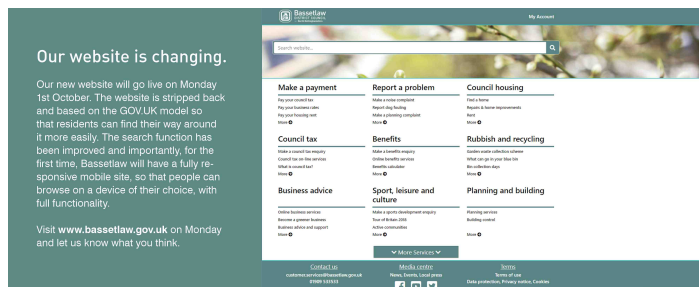 Our website is changing.
Our new website will go live on Monday
1st October. The website is stripped back
and based on the GOV.UK model so
that residents can find their way around
it more easily. The search function has
been improved and importantly, for the
first time, Bassetlaw will have a fully re-
sponsive mobile site, so that people can
browse on a device of their choice, with
full functionality.
Visit www.bassetlaw.gov.uk on Monday
and let us know what you think.
Bassetlaw
DISTRICT COUNCIL
My Account
Search website...
Make a payment
Pay your council tax
Pay your business rates
Pay your housing rent
More
Report a problem
Make a noise complaint
Report dog fouling
Make a planning complaint
More
Council housing
Find a home
Repairs & home improvements
Rent
More
Council tax
Make a council tax enquiry
Council tax on-line services
What is council tax?
More
Benefits
Make a benefits enquiry
Online benefits services
Benefits calculator
More
Rubbish and recycling
Garden waste collection scheme
What can go in your blue bin
Bin collection days
More
Business advice
Online business services
Become a greener business
Business advice and support
More
Sport, leisure and
culture
Make a sports development enquiry
Tour of Britain 2018
Active communities
More
Planning and building
Planning services
Building control
More
More Services
Contact us
customer.services@bassetlaw.gov.uk
01909 533533
Media centre
News, Events, Local press
Terms
Terms of use
Data protection, Privacy notice, Cookies